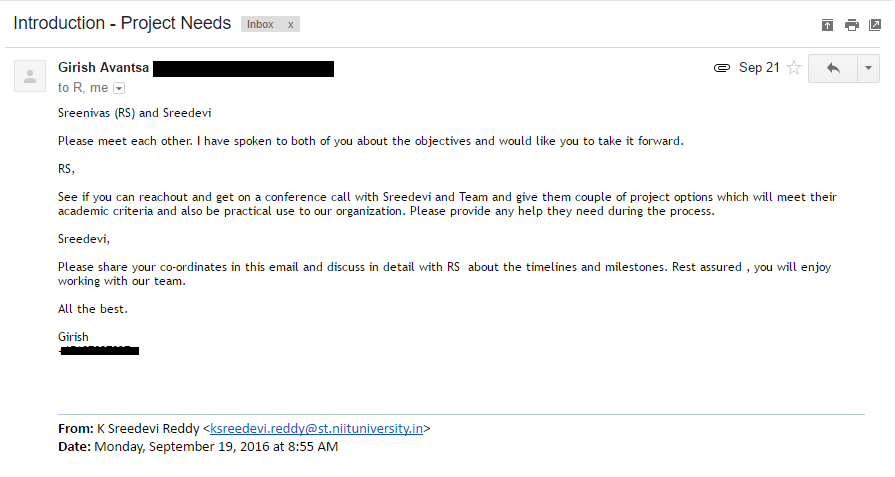 Introduction - Project Needs Inbox x
Girish Avantsa Sep 21
to R, me
Sreenivas (RS) and Sreedevi
Please meet each other. I have spoken to both of you about the objectives and would like you to take it forward.
RS,
See if you can reachout and get on a conference call with Sreedevi and Team and give them couple of project options which will meet their
academic criteria and also be practical use to our organization. Please provide any help they need during the process.
Sreedevi,
Please share your co-ordinates in this email and discuss in detail with RS  about the timelines and milestones. Rest assured , you will enjoy
working with our team.
All the best.
Girish
From: K Sreedevi Reddy <ksreedevi.reddy@st.niituniversity.in>
Date: Monday, September 19, 2016 at 8:55 AM